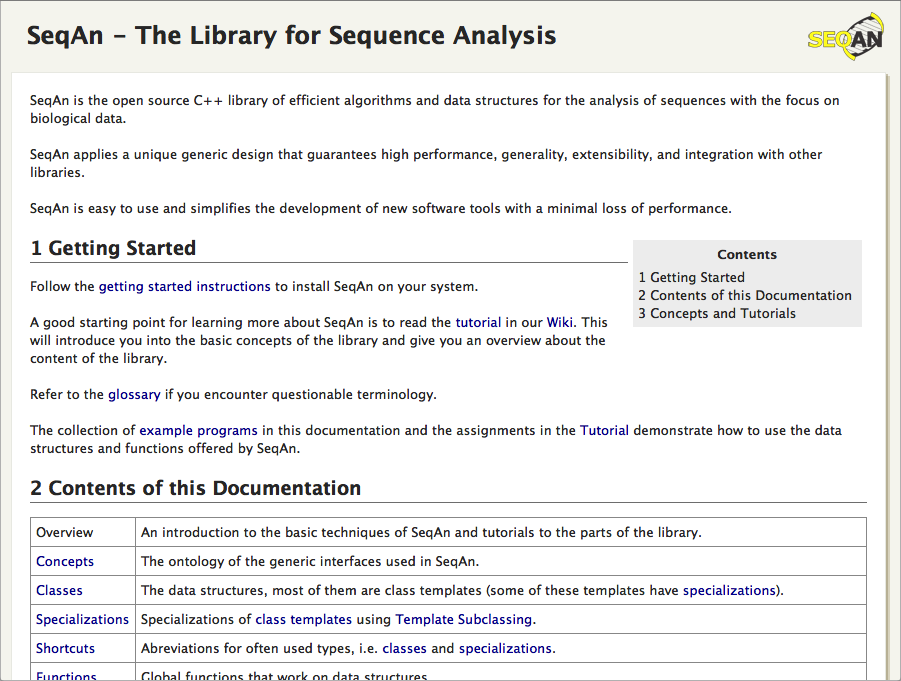 SeqAn – The Library for Sequence Analysis
SEQAN
SeqAn is the open source C++ library of efficient algorithms and data structures for the analysis of sequences with the focus on
biological data.
SeqAn applies a unique generic design that guarantees high performance, generality, extensibility, and integration with other
libraries.
SeqAn is easy to use and simplifies the development of new software tools with a minimal loss of performance.
1 Getting Started
Follow the getting started instructions to install SeqAn on your system.
A good starting point for learning more about SeqAn is to read the tutorial in our Wiki. This
will introduce you into the basic concepts of the library and give you an overview about the
content of the library.
Refer to the glossary if you encounter questionable terminology.
Contents
1 Getting Started
2 Contents of this Documentation
3 Concepts and Tutorials
The collection of example programs in this documentation and the assignments in the Tutorial demonstrate how to use the data
structures and functions offered by SeqAn.
2 Contents of this Documentation
Overview An introduction to the basic techniques of SeqAn and tutorials to the parts of the library.
Concepts The ontology of the generic interfaces used in SeqAn.
Classes The data structures, most of them are class templates (some of these templates have specializations).
Specializations Specializations of class templates using Template Subclassing.
Shortcuts Abreviations for often used types, i.e. classes and specializations.
Functions Global functions that work on data structures.